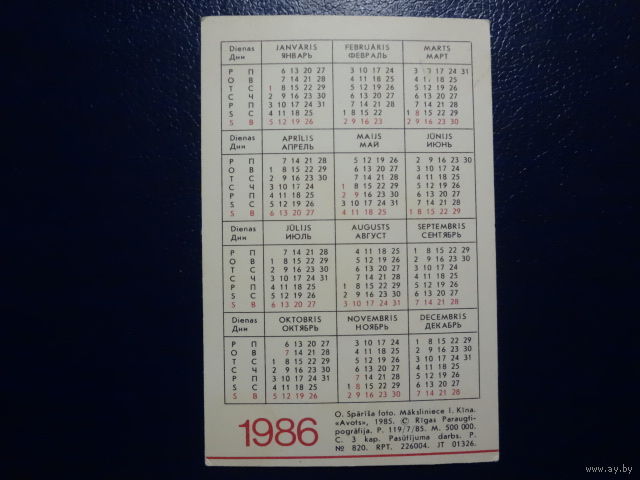 Dienas JANVĀRIS FEBRUĀRIS MARTS
Дни ЯНВАРЬ ФЕВРАЛЬ МАРТ
P П 6 13 20 27 3 10 17 24 3 17 24 31
O В 7 14 21 28 4 11 18 25 4 11 18 25
T С 1 8 15 22 29 5 12 19 26 5 12 19 26
C Ч 2 9 16 23 30 6 13 20 27 6 13 20 27
P П 3 10 17 24 31 7 14 21 28 7 14 21 28
S С 4 11 18 25 1 8 15 22 1 8 15 22 29
S В 5 12 19 26 2 9 16 23 2 9 16 23 30
Dienas APRĪLIS MAIJS JŪNIJS
Дни АПРЕЛЬ МАЙ ИЮНЬ
P П 7 14 21 28 5 12 19 26 2 9 16 23 30
O В 1 8 15 22 29 6 13 20 27 3 10 17 24
T С 2 9 16 23 30 7 14 21 28 4 11 18 25
C Ч 3 10 17 24 1 8 15 22 29 5 12 19 26
P П 4 11 18 25 2 9 16 23 30 6 13 20 27
S С 5 12 19 26 3 10 17 24 31 7 14 21 28
S В 6 13 20 27 4 11 18 25 1 8 15 22 29
Dienas JŪLIJS AUGUSTS SEPTEMBRIS
Дни ИЮЛЬ АВГУСТ СЕНТЯБРЬ
P П 7 14 21 28 4 11 18 25 1 8 15 22 29
O В 1 8 15 22 29 5 12 19 26 2 9 16 23 30
T С 2 9 16 23 30 6 13 20 27 3 10 17 24
C Ч 3 10 17 24 31 7 14 21 28 4 11 18 25
P П 4 11 18 25 1 8 15 22 29 5 12 19 26
S С 5 12 19 26 2 9 16 23 30 6 13 20 27
S В 6 13 20 27 3 10 17 24 31 7 14 21 28
Dienas OKTOBRIS NOVEMBRIS DECEMBRIS
Дни ОКТЯБРЬ НОЯБРЬ ДЕКАБРЬ
P П 6 13 20 27 3 10 17 24 1 8 15 22 29
O В 7 14 21 28 4 11 18 25 2 9 16 23 30
T С 1 8 15 22 29 5 12 19 26 3 10 17 24 31
C Ч 2 9 16 23 30 6 13 20 27 4 11 18 25
P П 3 10 17 24 31 7 14 21 28 5 12 19 26
S С 4 11 18 25 1 8 15 22 29 6 13 20 27
S В 5 12 19 26 2 9 16 23 30 7 14 21 28
1986
O. Spārīša foto. Māksliniece I. Kīna.
«Avots», 1985. © Rīgas Paraugti-
pogrāfija. P. 119/7/85. M. 500 000.
C. 3 kap. Pasūtījuma darbs. P.
№ 820. RPT. 226004. JT 01326.
www.ay.by